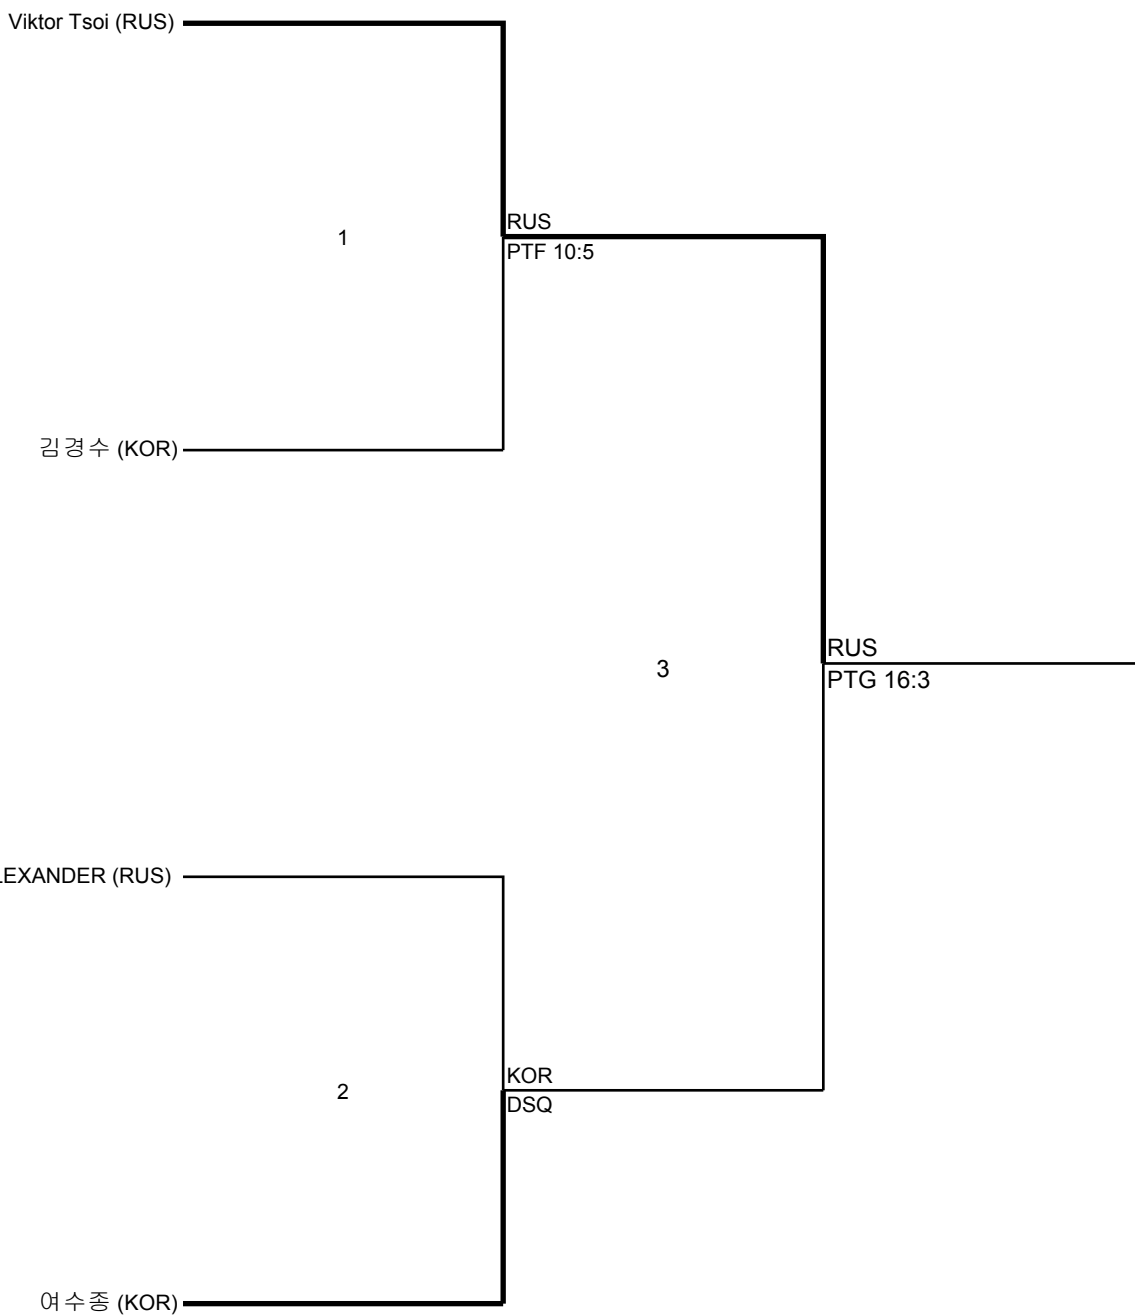 Viktor Tsoi (RUS)
RUS
1
PTF 10:5
김경수 (KOR)
RUS
3
PTG 16:3
LEXANDER (RUS)
KOR
2
DSQ
여수종 (KOR)